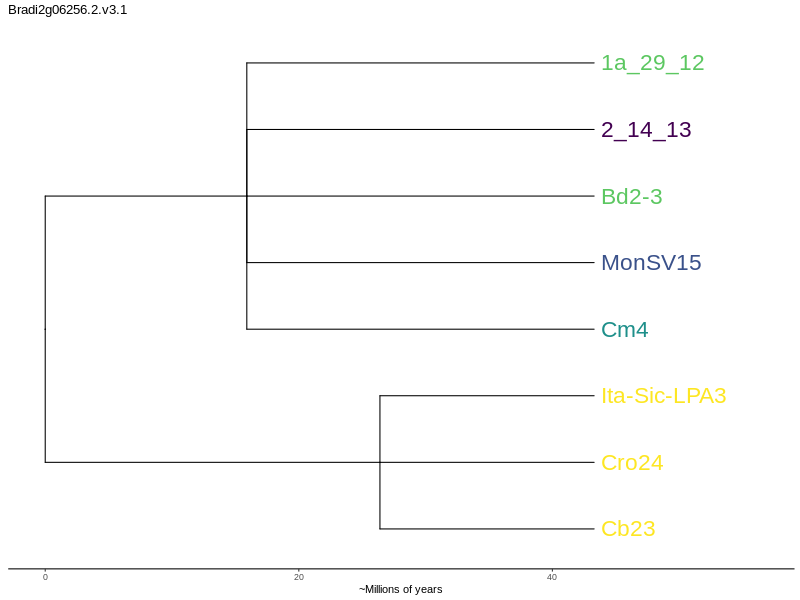 Bradi2g06256.2.v3.1
1a_29_12
2_14_13
Bd2-3
MonSV15
Cm4
Ita-Sic-LPA3
Cro24
Cb23
0 20 40
~Millions of years